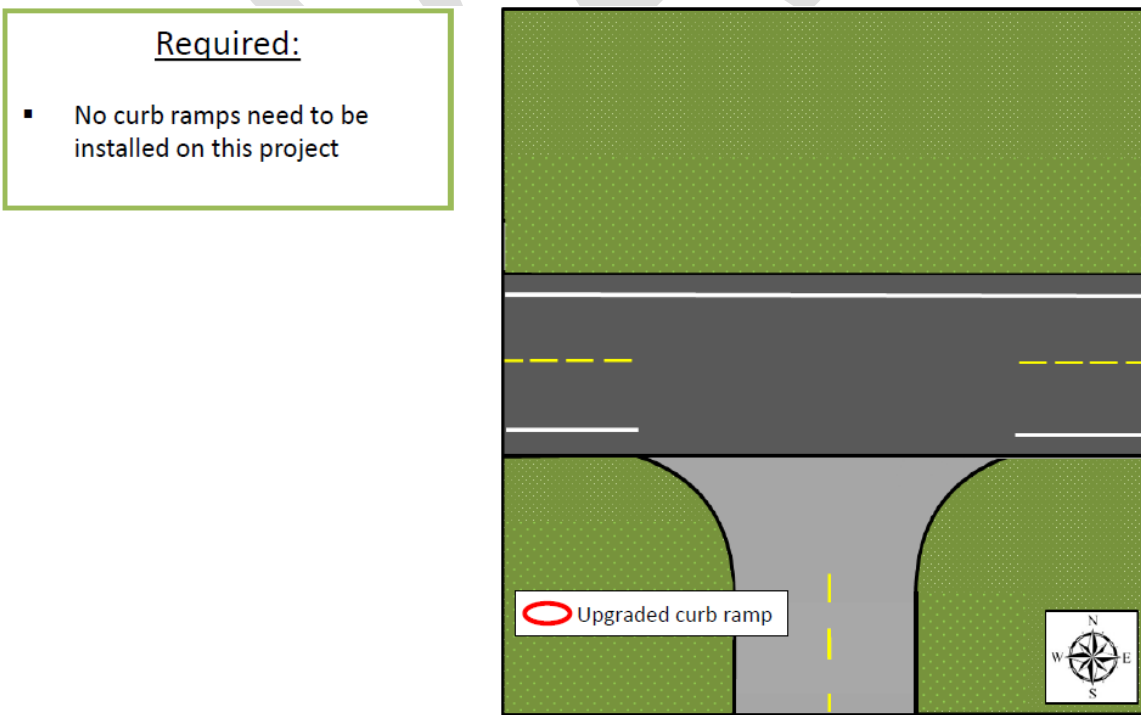 Required:
▪ No curb ramps need to be
installed on this project
Upgraded curb ramp
N
W E
S